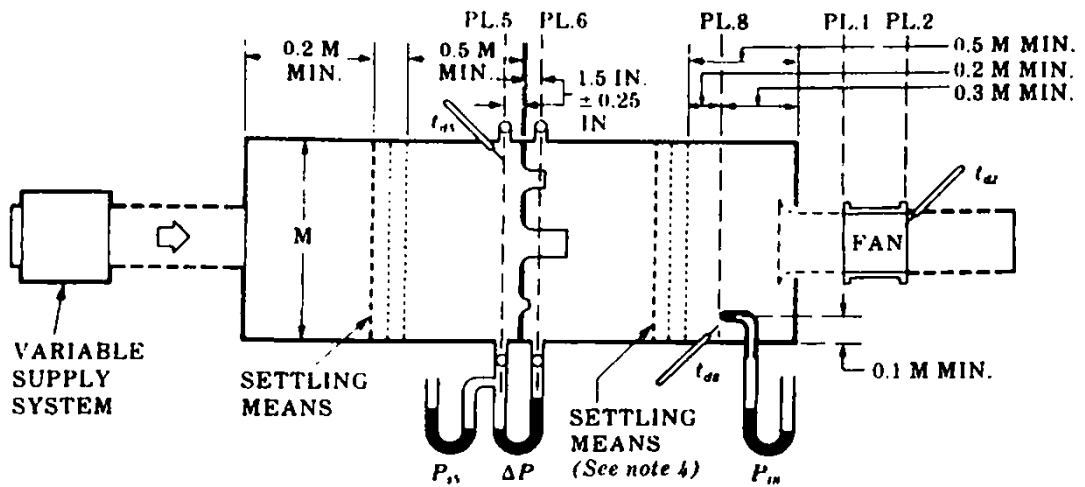 PL.5 PL.6 PL.8 PL.1 PL.2
0.2 M
MIN.
0.5 M
MIN.
1.5 IN.
± 0.25
IN
0.5 M MIN.
0.2 M MIN.
0.3 M MIN.
M
FAN
VARIABLE
SUPPLY
SYSTEM
SETTLING
MEANS
SETTLING
MEANS
(See note 4)
0.1 M MIN.
t_d2
t_d8
ΔP